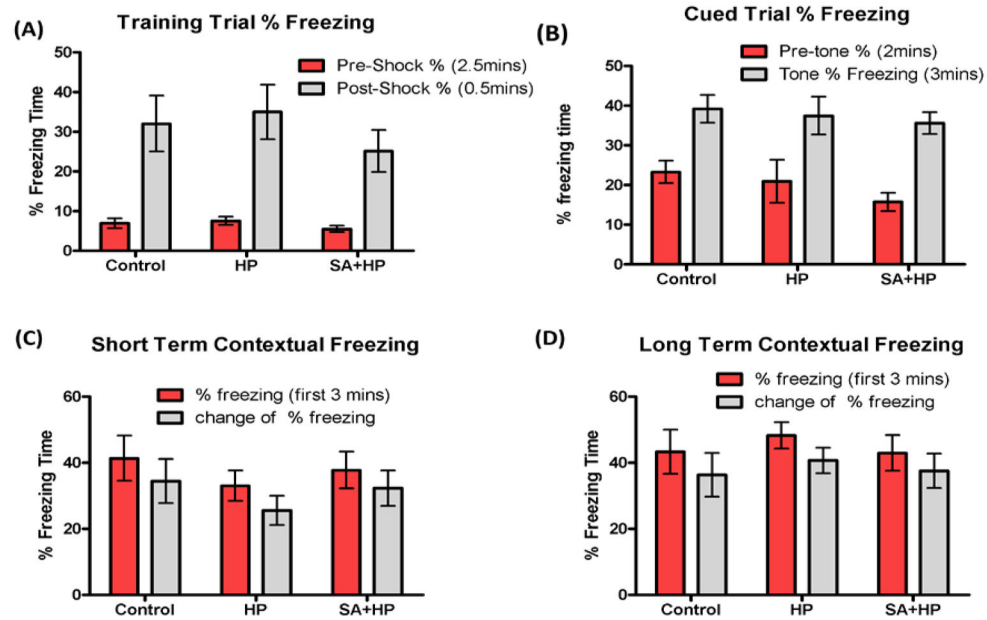 (A)
Training Trial % Freezing
Pre-Shock % (2.5mins)
Post-Shock % (0.5mins)
% Freezing Time
50
40
30
20
10
0
Control HP SA+HP
(B)
Cued Trial % Freezing
Pre-tone % (2mins)
Tone % Freezing (3mins)
% freezing time
50
40
30
20
10
0
Control HP SA+HP
(C)
Short Term Contextual Freezing
% freezing (first 3 mins)
change of % freezing
% Freezing Time
60
40
20
0
Control HP SA+HP
(D)
Long Term Contextual Freezing
% freezing (first 3 mins)
change of % freezing
% Freezing Time
60
40
20
0
Control HP SA+HP